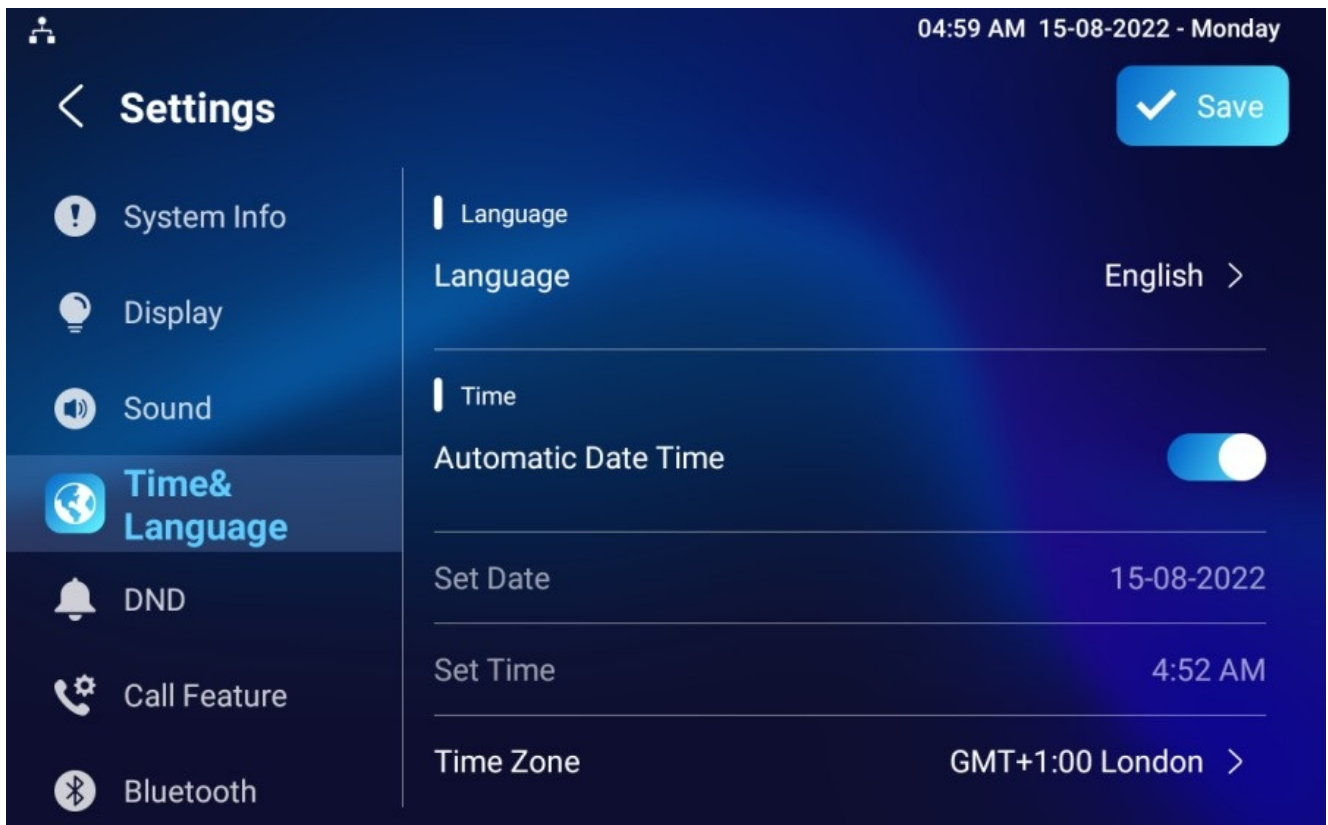 04:59 AM 15-08-2022 - Monday
Settings
Save
System Info
Display
Sound
Time&
Language
DND
Call Feature
Bluetooth
Language
Language English
Time
Automatic Date Time
Set Date 15-08-2022
Set Time 4:52 AM
Time Zone GMT+1:00 London